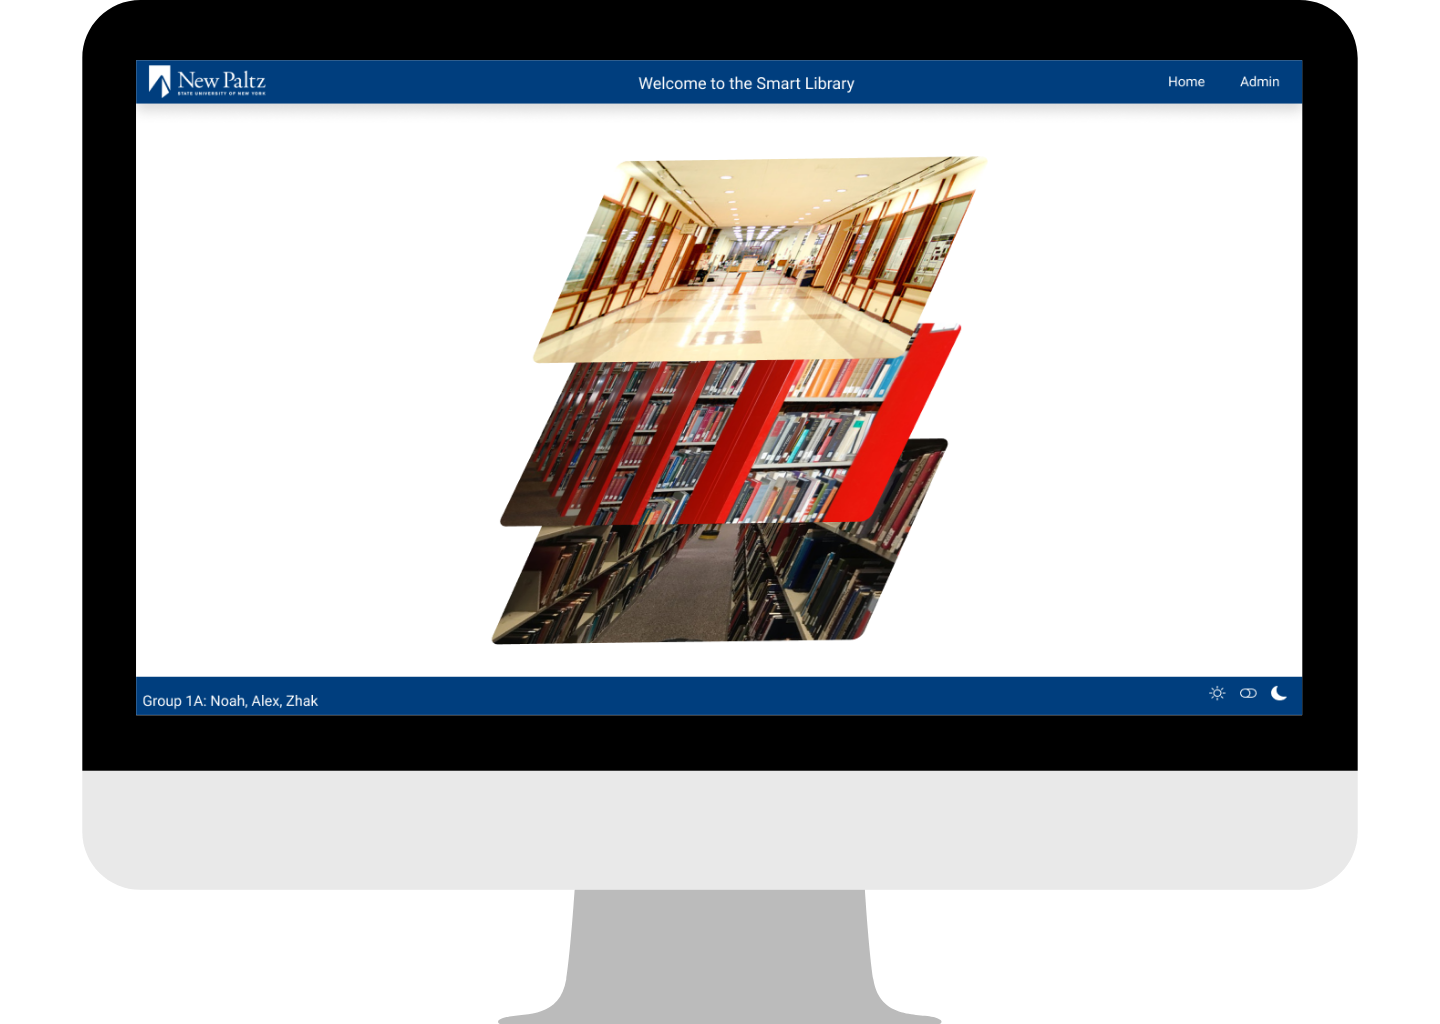 New Paltz
STATE UNIVERSITY OF NEW YORK
Welcome to the Smart Library
Home
Admin
Group 1A: Noah, Alex, Zhak